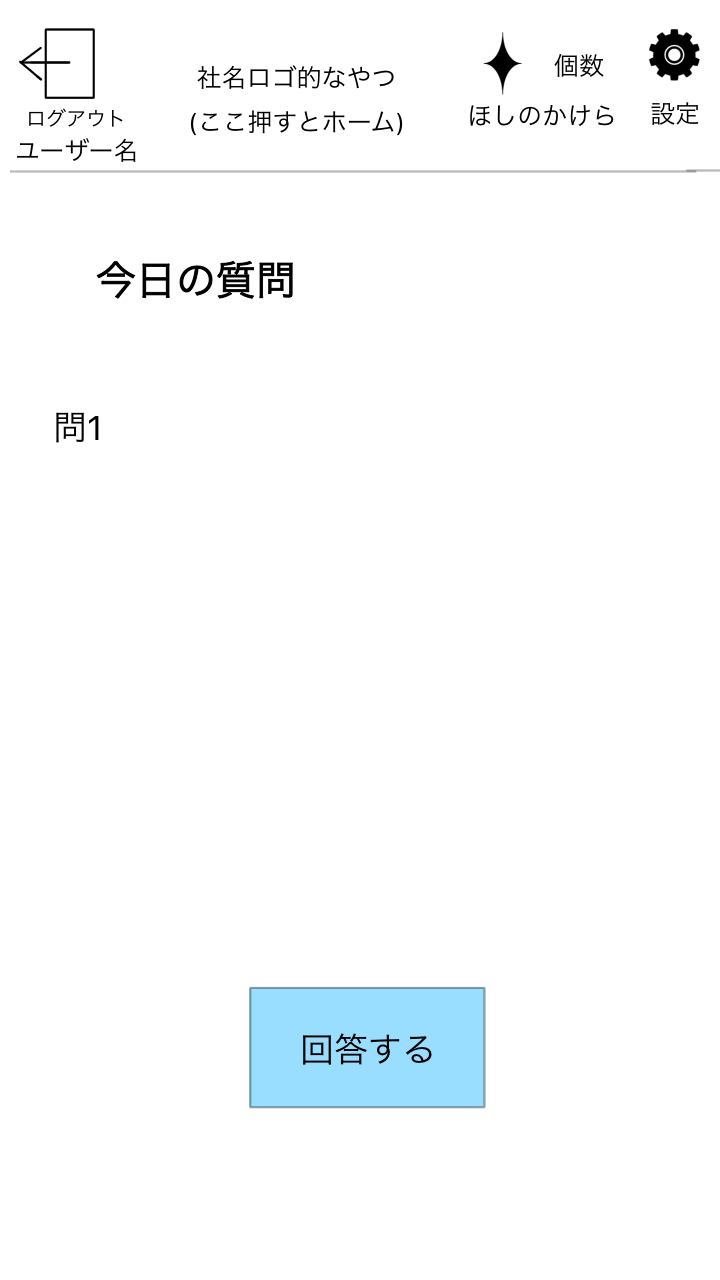 ログアウト
ユーザー名
社名ロゴ的なやつ
(ここ押すとホーム)
個数
ほしのかけら
設定
今日の質問
問1
回答する